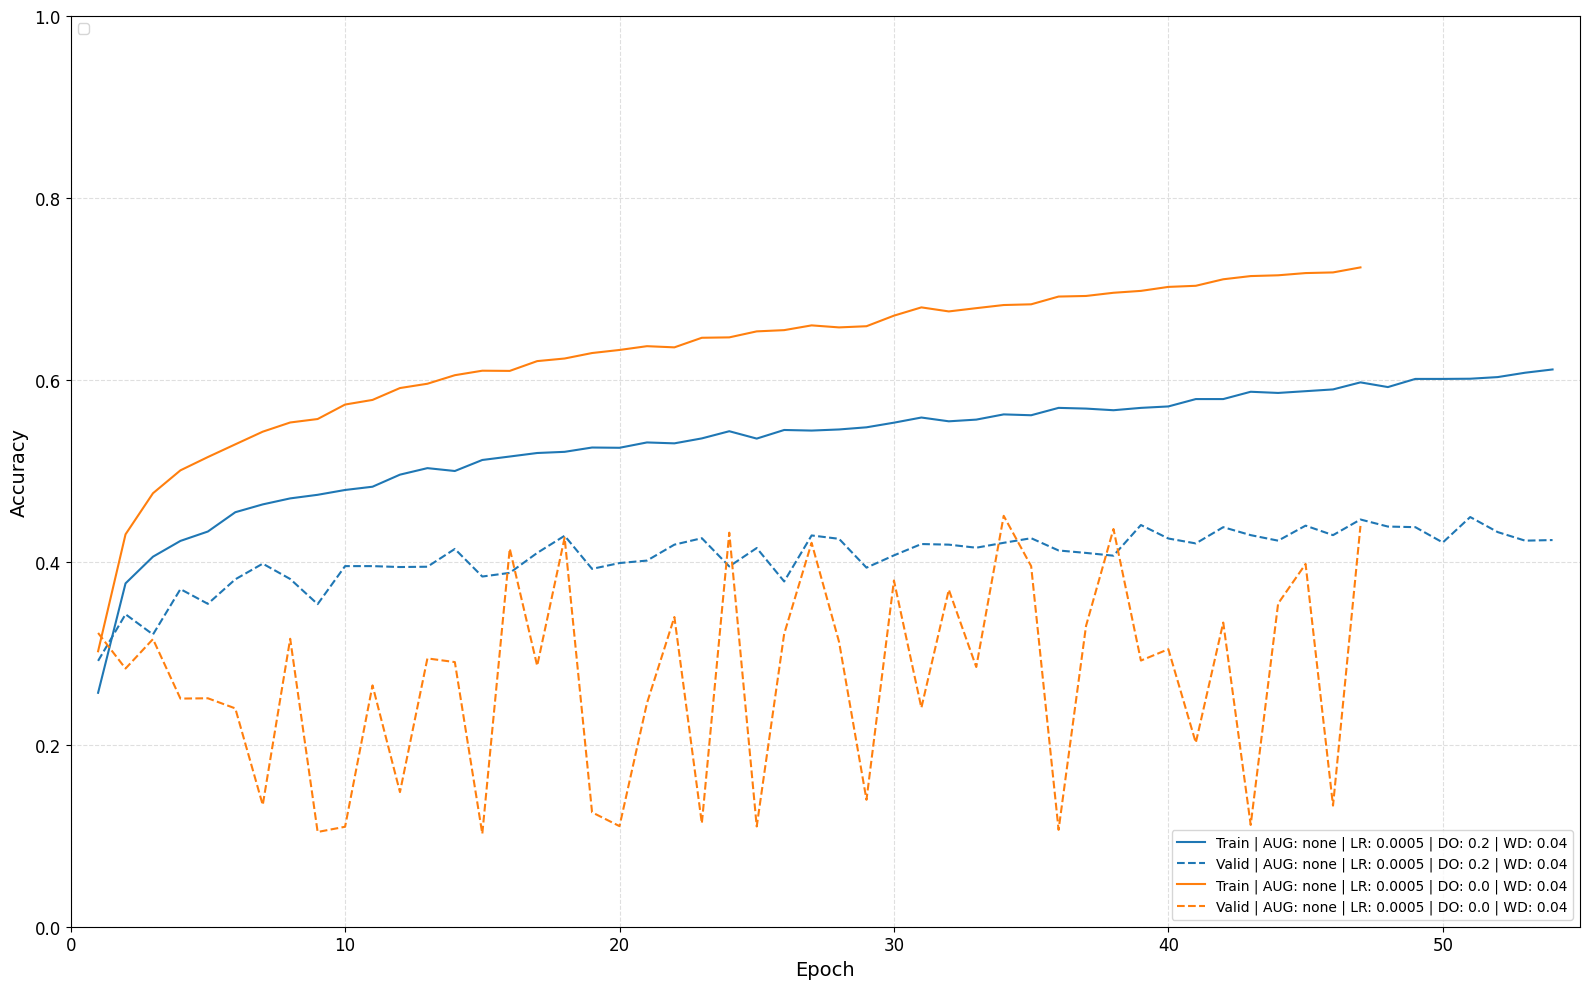 1.0
0.8
0.6
0.4
0.2
0.0
Accuracy
0
10
20
30
40
50
Epoch
Train | AUG: none | LR: 0.0005 | DO: 0.2 | WD: 0.04
Valid | AUG: none | LR: 0.0005 | DO: 0.2 | WD: 0.04
Train | AUG: none | LR: 0.0005 | DO: 0.0 | WD: 0.04
Valid | AUG: none | LR: 0.0005 | DO: 0.0 | WD: 0.04